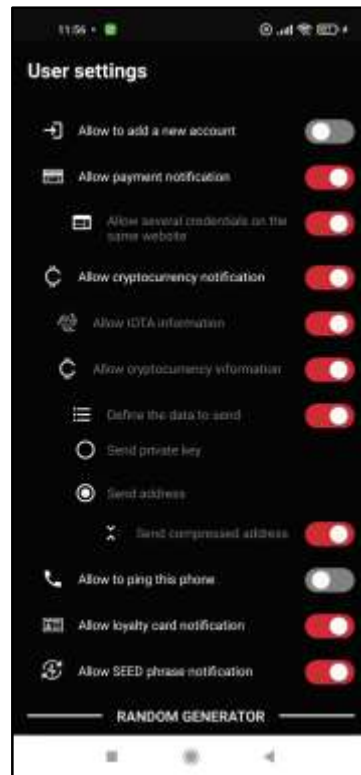 11:56
User settings
Allow to add a new account
Allow payment notification
Allow several credentials on the
same website
Allow cryptocurrency notification
Allow IOTA information
Allow cryptocurrency information
Define the data to send
Send private key
Send address
Send compressed address
Allow to ping this phone
Allow loyalty card notification
Allow SEED phrase notification
RANDOM GENERATOR